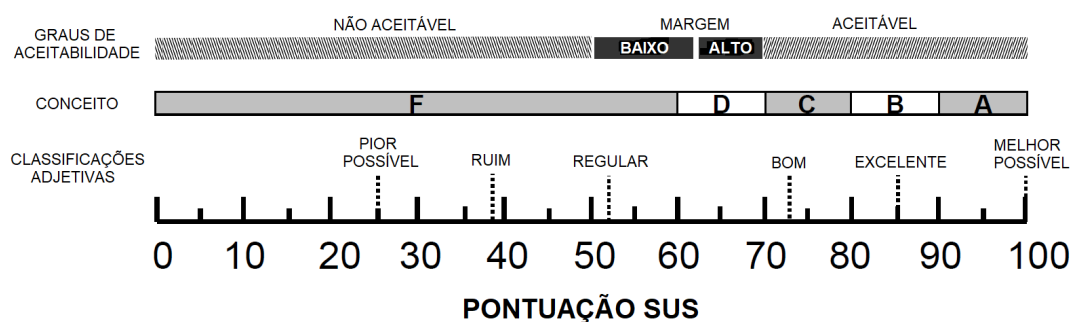 GRAUS DE
ACEITABILIDADE
NÃO ACEITÁVEL
MARGEM
ACEITÁVEL
BAIXO
ALTO
CONCEITO
F
D
C
B
A
CLASSIFICAÇÕES
ADJETIVAS
PIOR
POSSÍVEL
RUIM
REGULAR
BOM
EXCELENTE
MELHOR
POSSÍVEL
0 10 20 30 40 50 60 70 80 90 100
PONTUAÇÃO SUS